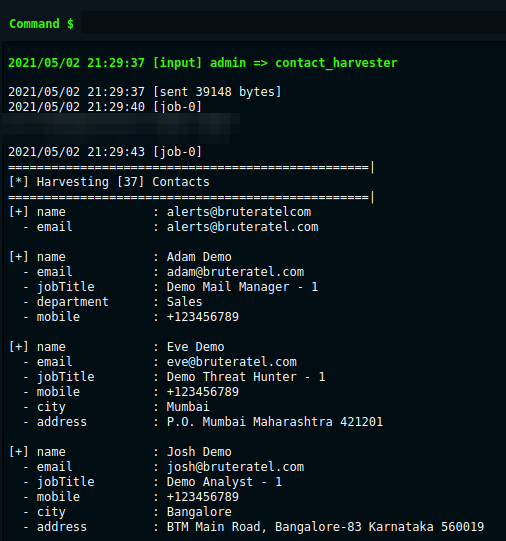 Command $
2021/05/02 21:29:37 [input] admin => contact_harvester
2021/05/02 21:29:37 [sent 39148 bytes]
2021/05/02 21:29:40 [job-0]
2021/05/02 21:29:43 [job-0]
==================================================|
[*] Harvesting [37] Contacts
==================================================|
[+] name : alerts@bruteratelcom
- email : alerts@bruteratel.com
[+] name : Adam Demo
- email : adam@bruteratel.com
- jobTitle : Demo Mail Manager - 1
- department : Sales
- mobile : +123456789
[+] name : Eve Demo
- email : eve@bruteratel.com
- jobTitle : Demo Threat Hunter - 1
- mobile : +123456789
- city : Mumbai
- address : P.O. Mumbai Maharashtra 421201
[+] name : Josh Demo
- email : josh@bruteratel.com
- jobTitle : Demo Analyst - 1
- mobile : +123456789
- city : Bangalore
- address : BTM Main Road, Bangalore-83 Karnataka 560019